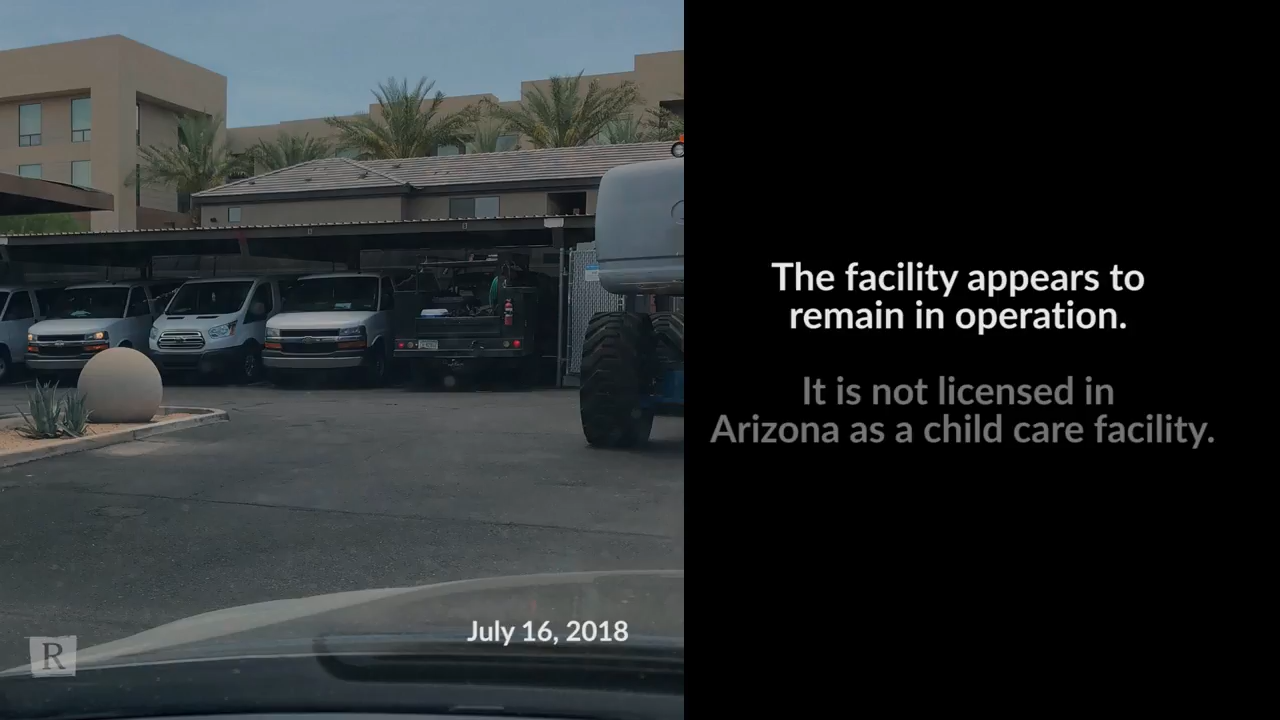 The facility appears to
remain in operation.
It is not licensed in
Arizona as a child care facility.
July 16, 2018
R